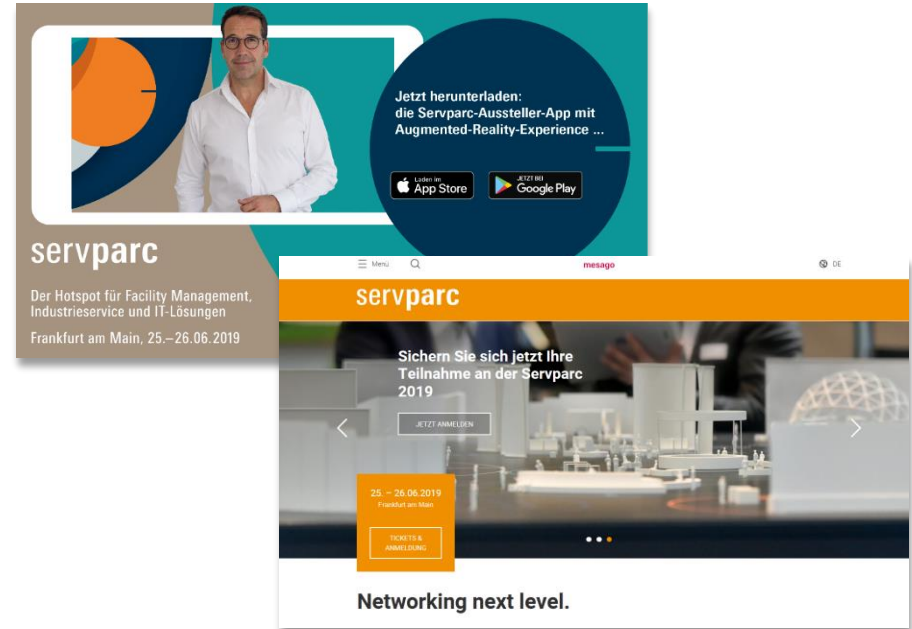 Jetzt herunterladen:
die Servparc-Aussteller-App mit
Augmented-Reality-Experience ...
Laden im
App Store
JETZT BEI
Google Play
servparc
Der Hotspot für Facility Management,
Industrieservice und IT-Lösungen
Frankfurt am Main, 25.–26.06.2019
Menü
mesago
DE
servparc
Sichern Sie sich jetzt Ihre
Teilnahme an der Servparc
2019
JETZT ANMELDEN
25. – 26.06.2019
Frankfurt am Main
TICKETS &
ANMELDUNG
Networking next level.